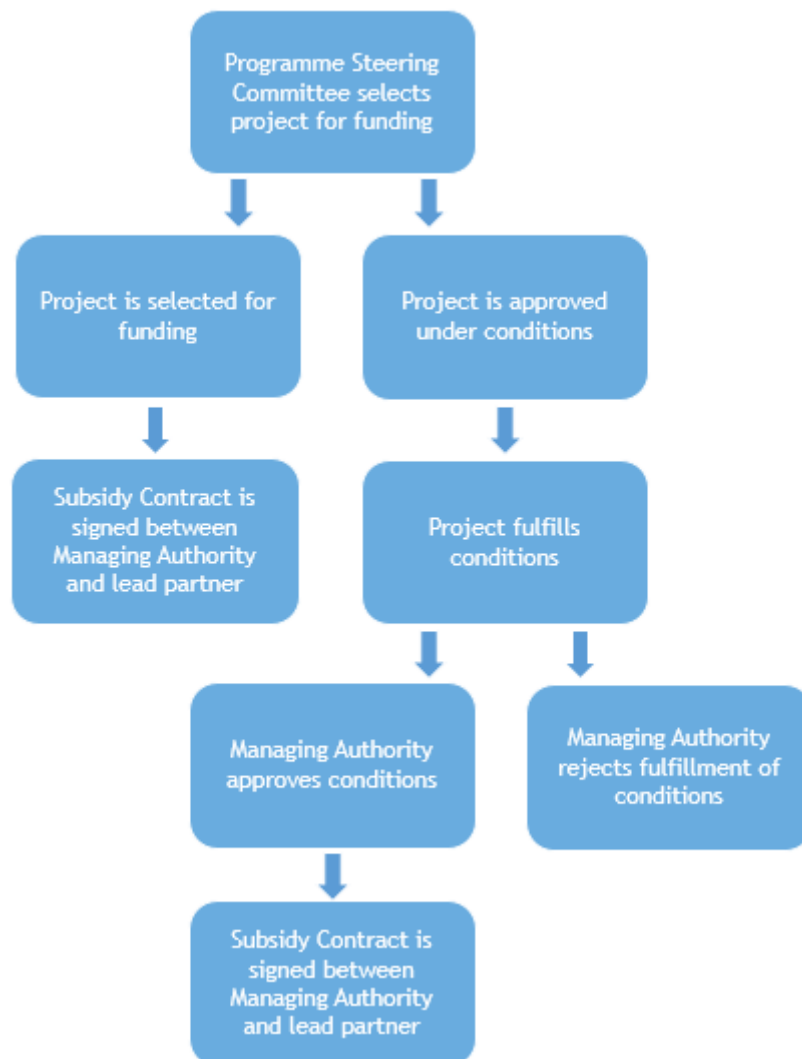 Programme Steering
Committee selects
project for funding
Project is selected for
funding
Project is approved
under conditions
Subsidy Contract is
signed between
Managing Authority
and lead partner
Project fulfills
conditions
Managing Authority
approves conditions
Managing Authority
rejects fulfillment of
conditions
Subsidy Contract is
signed between
Managing Authority
and lead partner